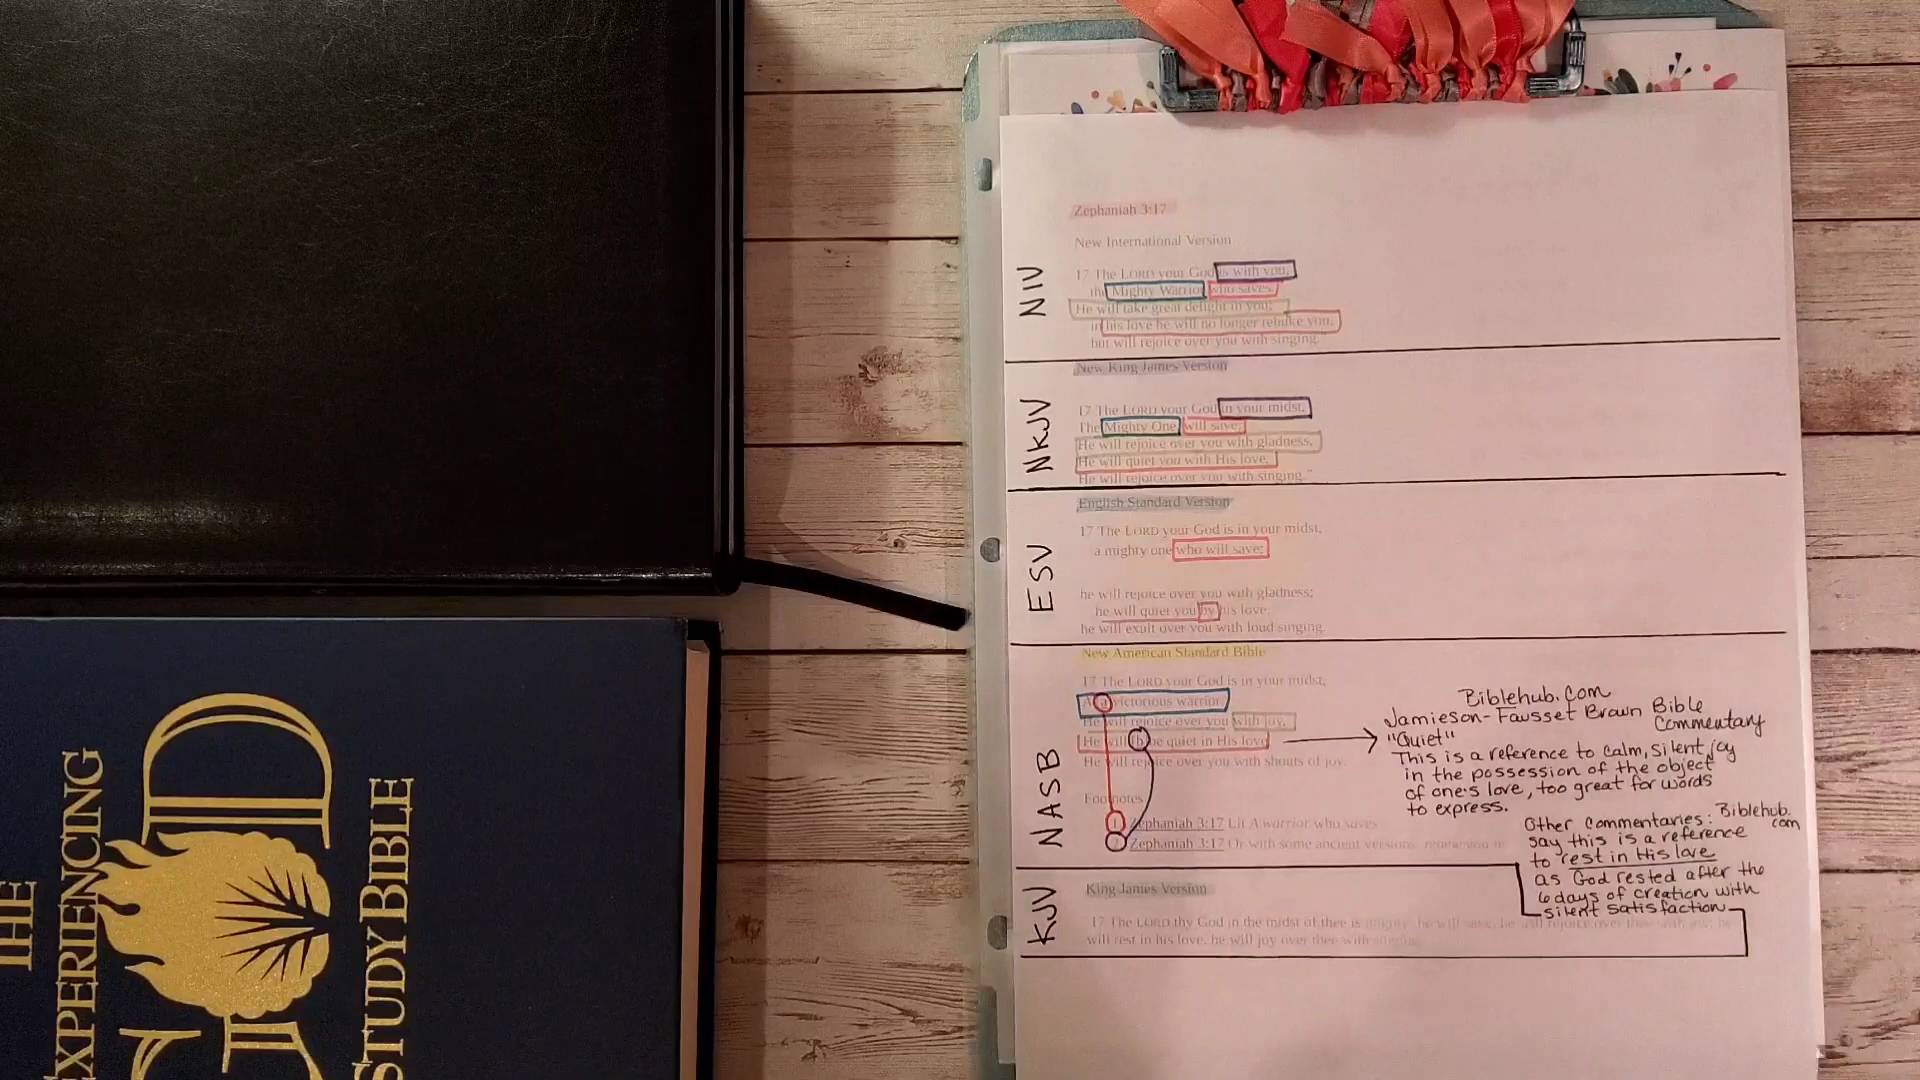 THE
EXPERIENCING
GOD
STUDY BIBLE
Zephaniah 3:17
New International Version
NIV
17 The LORD your God is with you,
the Mighty Warrior who saves.
He will take great delight in you;
in his love he will no longer rebuke you,
but will rejoice over you with singing.
New King James Version
NKJV
17 The LORD your God in your midst,
The Mighty One, will save;
He will rejoice over you with gladness,
He will quiet you with His love,
He will rejoice over you with singing."
English Standard Version
ESV
17 The LORD your God is in your midst,
a mighty one who will save;
he will rejoice over you with gladness;
he will quiet you by his love;
he will exult over you with loud singing.
New American Standard Bible
NASB
17 The LORD your God is in your midst,
A a victorious warrior.
He will rejoice over you with joy,
He will b be quiet in His love,
He will rejoice over you with shouts of joy.
Footnotes
1 Zephaniah 3:17 Lit A warrior who saves
2 Zephaniah 3:17 Or with some ancient versions, renew you in
Biblehub.com
Jamieson-Fausset Brown Bible
Commentary
"Quiet"
This is a reference to calm, silent joy
in the possession of the object
of one's love, too great for words
to express.
Other Commentaries: Biblehub.
com
say this is a reference
to rest in His love
as God rested after the
6 days of creation with
silent satisfaction
King James Version
KJV
17 The LORD thy God in the midst of thee is mighty; he will save, he will rejoice over thee with joy; he
will rest in his love, he will joy over thee with singing.